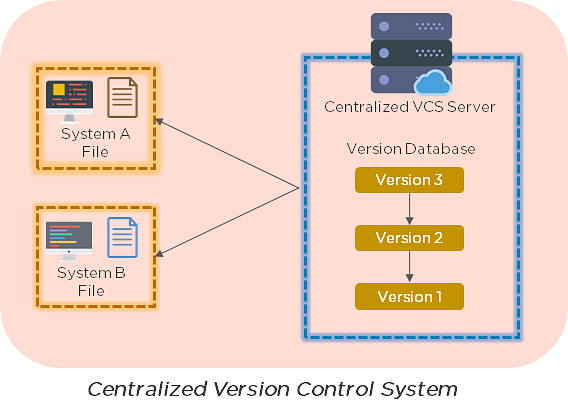 Centralized VCS Server
System A
File
Version Database
Version 3
Version 2
System B
File
Version 1
Centralized Version Control System